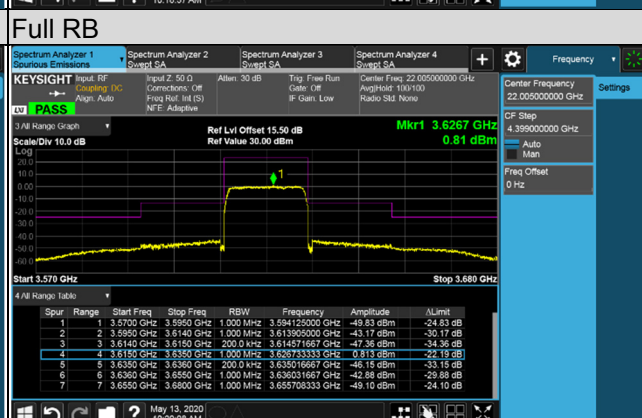 Full RB
Spectrum Analyzer 1
Spurious Emissions
Spectrum Analyzer 2
Swept SA
Spectrum Analyzer 3
Swept SA
Spectrum Analyzer 4
Swept SA
Frequency
KEYSIGHT
Input: RF
Coupling: DC
Align: Auto
Input Z: 50 Ω
Corrections: Off
Freq Ref: Int (S)
NFE: Adaptive
Atten: 30 dB
Trig: Free Run
Gate: Off
IF Gain: Low
Center Freq: 22.005000000 GHz
Avg|Hold: 100/100
Radio Std: None
LXI
PASS
Center Frequency
22.005000000 GHz
Settings
CF Step
4.399000000 GHz
Auto
Man
Freq Offset
0 Hz
3 All Range Graph
Scale/Div 10.0 dB
Ref Lvl Offset 15.50 dB
Ref Value 30.00 dBm
Mkr1 3.6267 GHz
0.81 dBm
Log
20.0
10.0
0.00
-10.0
-20.0
-30.0
-40.0
-50.0
-60.0
1
Start 3.570 GHz
Stop 3.680 GHz
4 All Range Table
Spur Range Start Freq Stop Freq RBW Frequency Amplitude ΔLimit
1 1 3.5700 GHz 3.5950 GHz 1.000 MHz 3.594125000 GHz -49.83 dBm -24.83 dB
2 2 3.5950 GHz 3.6140 GHz 1.000 MHz 3.613905000 GHz -43.17 dBm -30.17 dB
3 3 3.6140 GHz 3.6150 GHz 200.0 kHz 3.614571667 GHz -47.36 dBm -34.36 dB
4 4 3.6150 GHz 3.6350 GHz 1.000 MHz 3.626733333 GHz 0.813 dBm -22.19 dB
5 5 3.6350 GHz 3.6360 GHz 200.0 kHz 3.635016667 GHz -46.15 dBm -33.15 dB
6 6 3.6360 GHz 3.6550 GHz 1.000 MHz 3.636031667 GHz -42.88 dBm -29.88 dB
7 7 3.6550 GHz 3.6800 GHz 1.000 MHz 3.655708333 GHz -49.10 dBm -24.10 dB
May 13, 2020